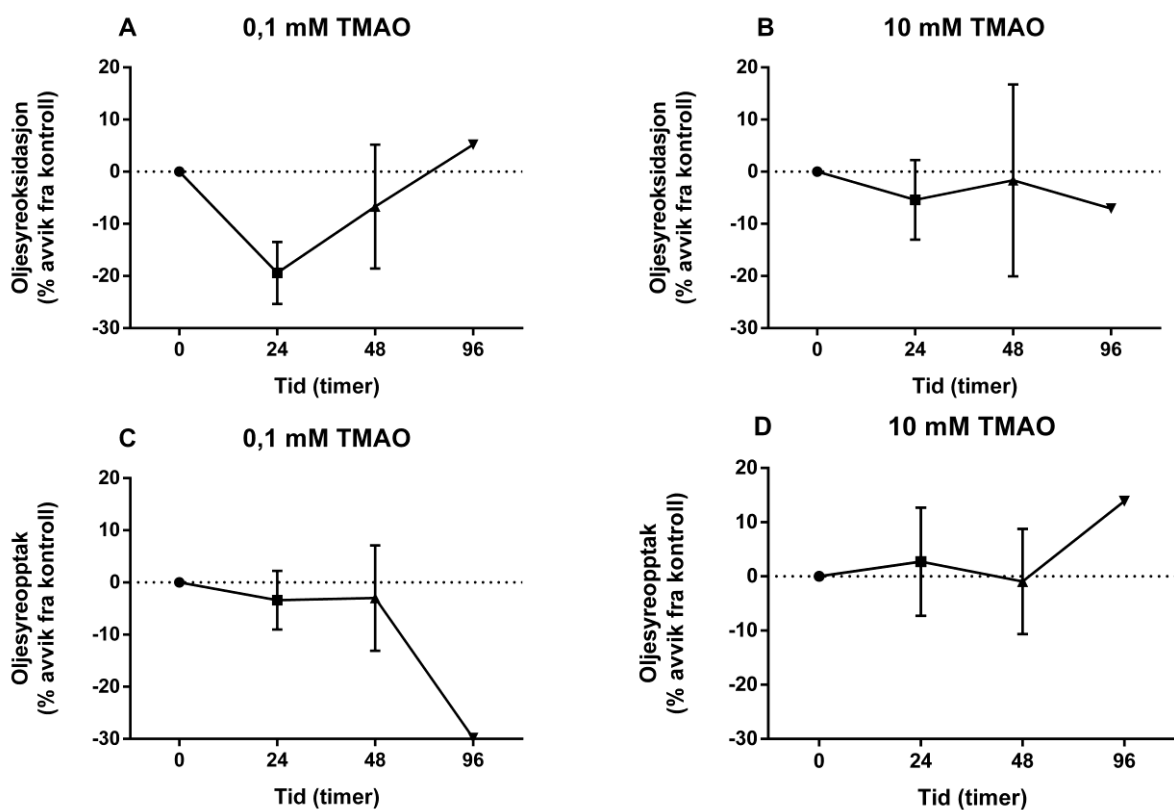 A
0,1 mM TMAO
Oljesyreoksidasjon
(% avvik fra kontroll)
20
10
0
-10
-20
-30
0 24 48 96
Tid (timer)
B
10 mM TMAO
Oljesyreoksidasjon
(% avvik fra kontroll)
20
10
0
-10
-20
-30
0 24 48 96
Tid (timer)
C
0,1 mM TMAO
Oljesyreopptak
(% avvik fra kontroll)
20
10
0
-10
-20
-30
0 24 48 96
Tid (timer)
D
10 mM TMAO
Oljesyreopptak
(% avvik fra kontroll)
20
10
0
-10
-20
-30
0 24 48 96
Tid (timer)